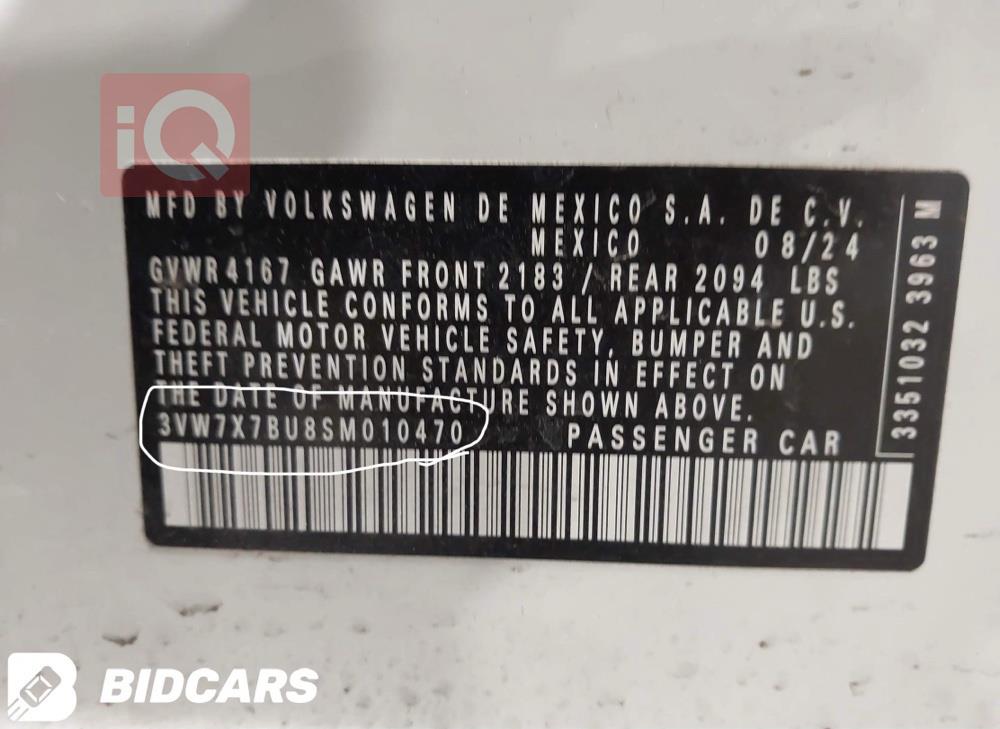 iQ
MFD BY VOLKSWAGEN DE MEXICO S.A. DE C.V.
MEXICO 08/24
GVWR 4167 GAWR FRONT 2183 / REAR 2094 LBS
THIS VEHICLE CONFORMS TO ALL APPLICABLE U.S.
FEDERAL MOTOR VEHICLE SAFETY, BUMPER AND
THEFT PREVENTION STANDARDS IN EFFECT ON
THE DATE OF MANUFACTURE SHOWN ABOVE.
3VW7X7BU8SM010470 PASSENGER CAR
3351032 3963 M
BIDCARS